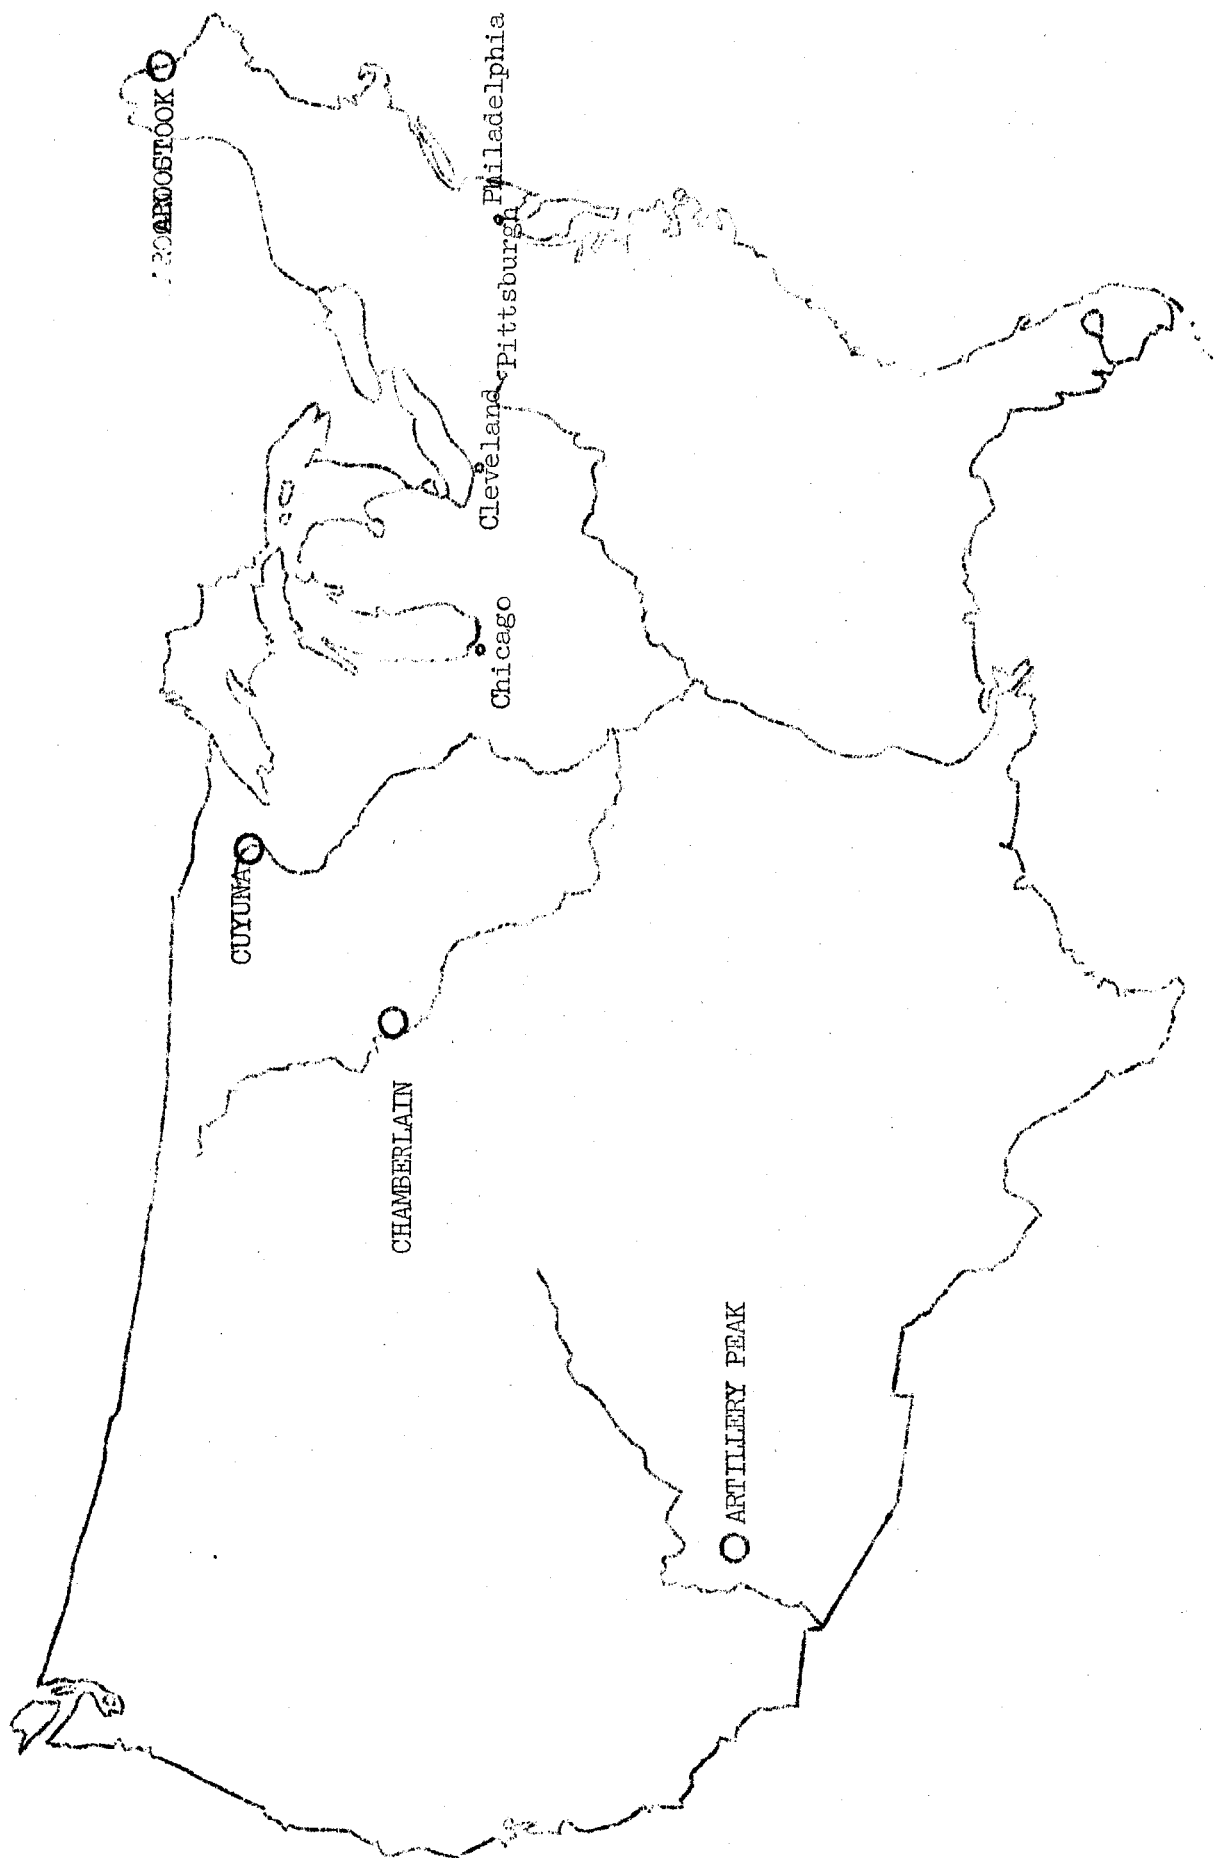 AROOSTOOK
CUYUNA
CHAMBERLAIN
ARTILLERY PEAK
Chicago
Cleveland
Pittsburgh
Philadelphia